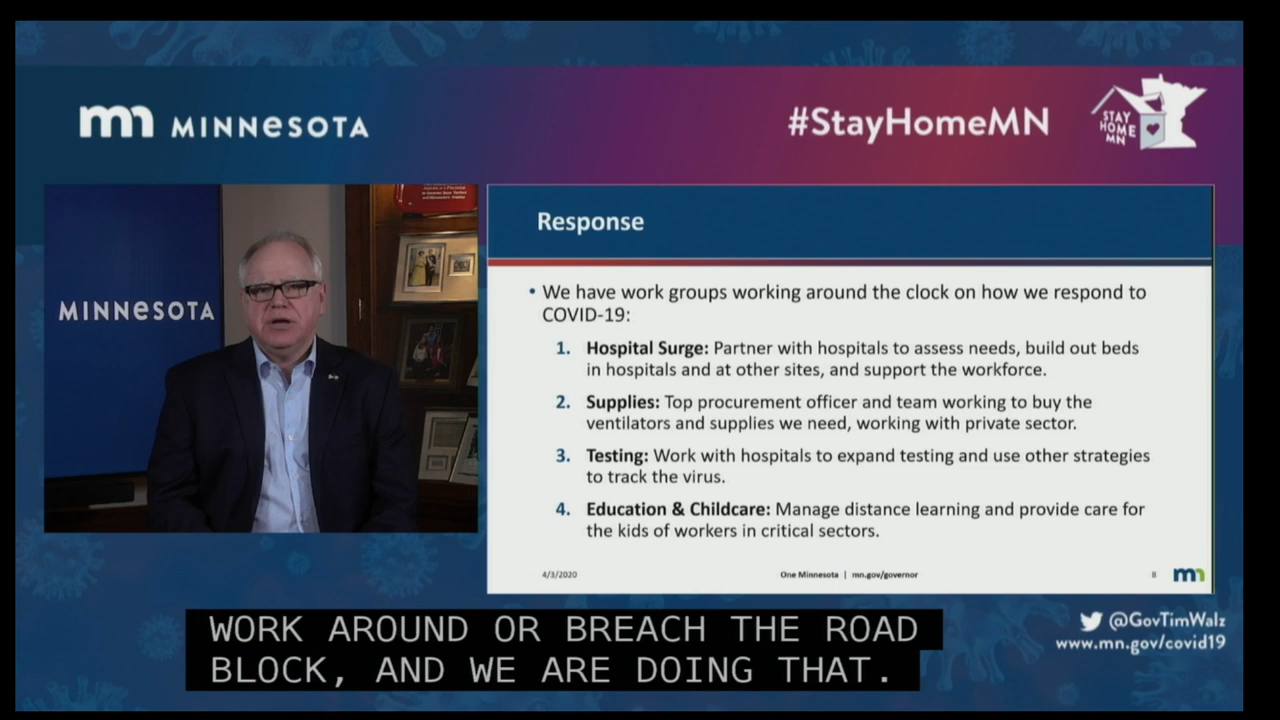 mn MINNESOTA
#StayHomeMN
STAY
HOME
MN
MINNESOTA
Response
• We have work groups working around the clock on how we respond to
COVID-19:
1. Hospital Surge: Partner with hospitals to assess needs, build out beds
in hospitals and at other sites, and support the workforce.
2. Supplies: Top procurement officer and team working to buy the
ventilators and supplies we need, working with private sector.
3. Testing: Work with hospitals to expand testing and use other strategies
to track the virus.
4. Education & Childcare: Manage distance learning and provide care for
the kids of workers in critical sectors.
4/3/2020 One Minnesota | mn.gov/governor 8 mn
WORK AROUND OR BREACH THE ROAD
BLOCK, AND WE ARE DOING THAT.
@GovTimWalz
www.mn.gov/covid19